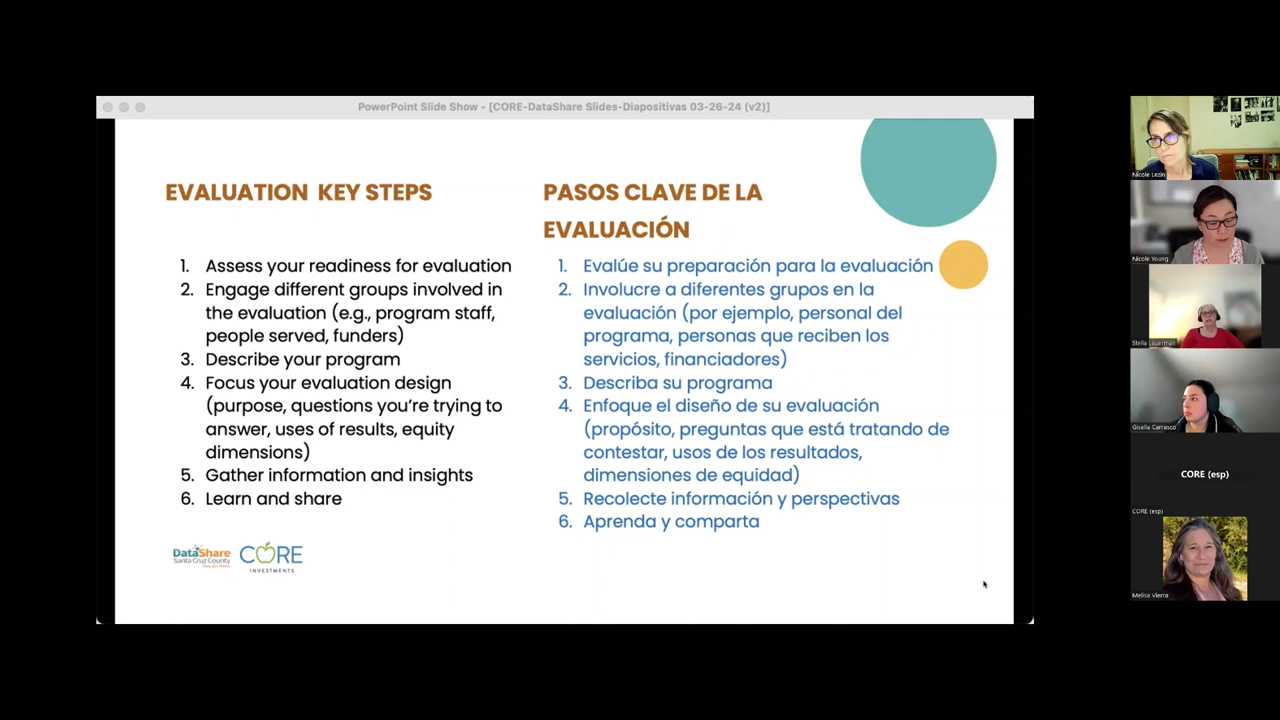 PowerPoint Slide Show - [CORE-DataShare Slides-Diapositivas 03-26-24 (v2)]
EVALUATION KEY STEPS
1. Assess your readiness for evaluation
2. Engage different groups involved in
the evaluation (e.g., program staff,
people served, funders)
3. Describe your program
4. Focus your evaluation design
(purpose, questions you're trying to
answer, uses of results, equity
dimensions)
5. Gather information and insights
6. Learn and share
PASOS CLAVE DE LA
EVALUACIÓN
1. Evalúe su preparación para la evaluación
2. Involucre a diferentes grupos en la
evaluación (por ejemplo, personal del
programa, personas que reciben los
servicios, financiadores)
3. Describa su programa
4. Enfoque el diseño de su evaluación
(propósito, preguntas que está tratando de
contestar, usos de los resultados,
dimensiones de equidad)
5. Recolecte información y perspectivas
6. Aprenda y comparta
DataShare
Santa Cruz County
CORE
INVESTMENTS
Nicole Lezin
Nicole Young
Stella Lauerman
Gisella Carrasco
CORE (esp)
CORE (esp)
Melisa Vierra